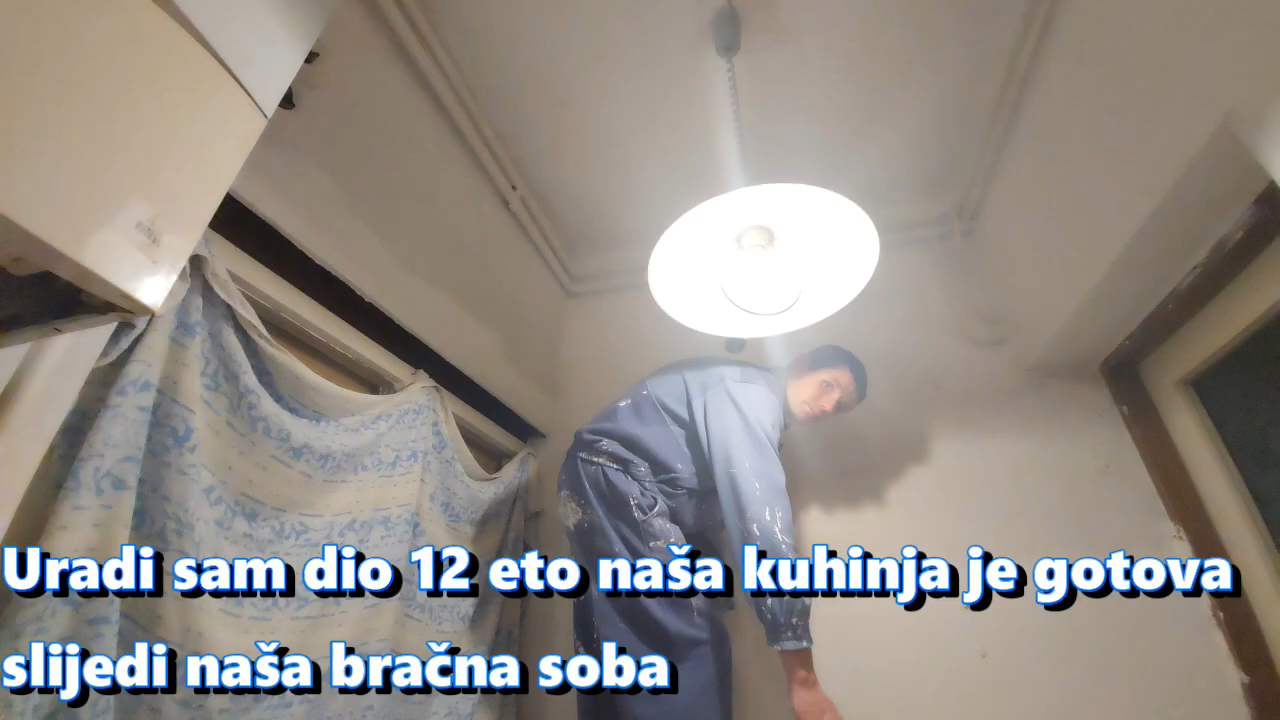 Uradi sam dio 12 eto naša kuhinja je gotova
slijedi naša bračna soba